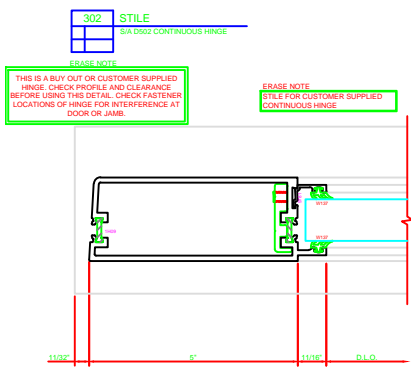 302 STILE
S/A D502 CONTINUOUS HINGE
ERASE NOTE
THIS IS A BUY OUT OR CUSTOMER SUPPLIED
HINGE. CHECK PROFILE AND CLEARANCE
BEFORE USING THIS DETAIL. CHECK FASTENER
LOCATIONS OF HINGE FOR INTERFERENCE AT
DOOR OR JAMB.
ERASE NOTE
STILE FOR CUSTOMER SUPPLIED
CONTINUOUS HINGE
W137
W137
11/32"
5"
11/16"
D.L.O.